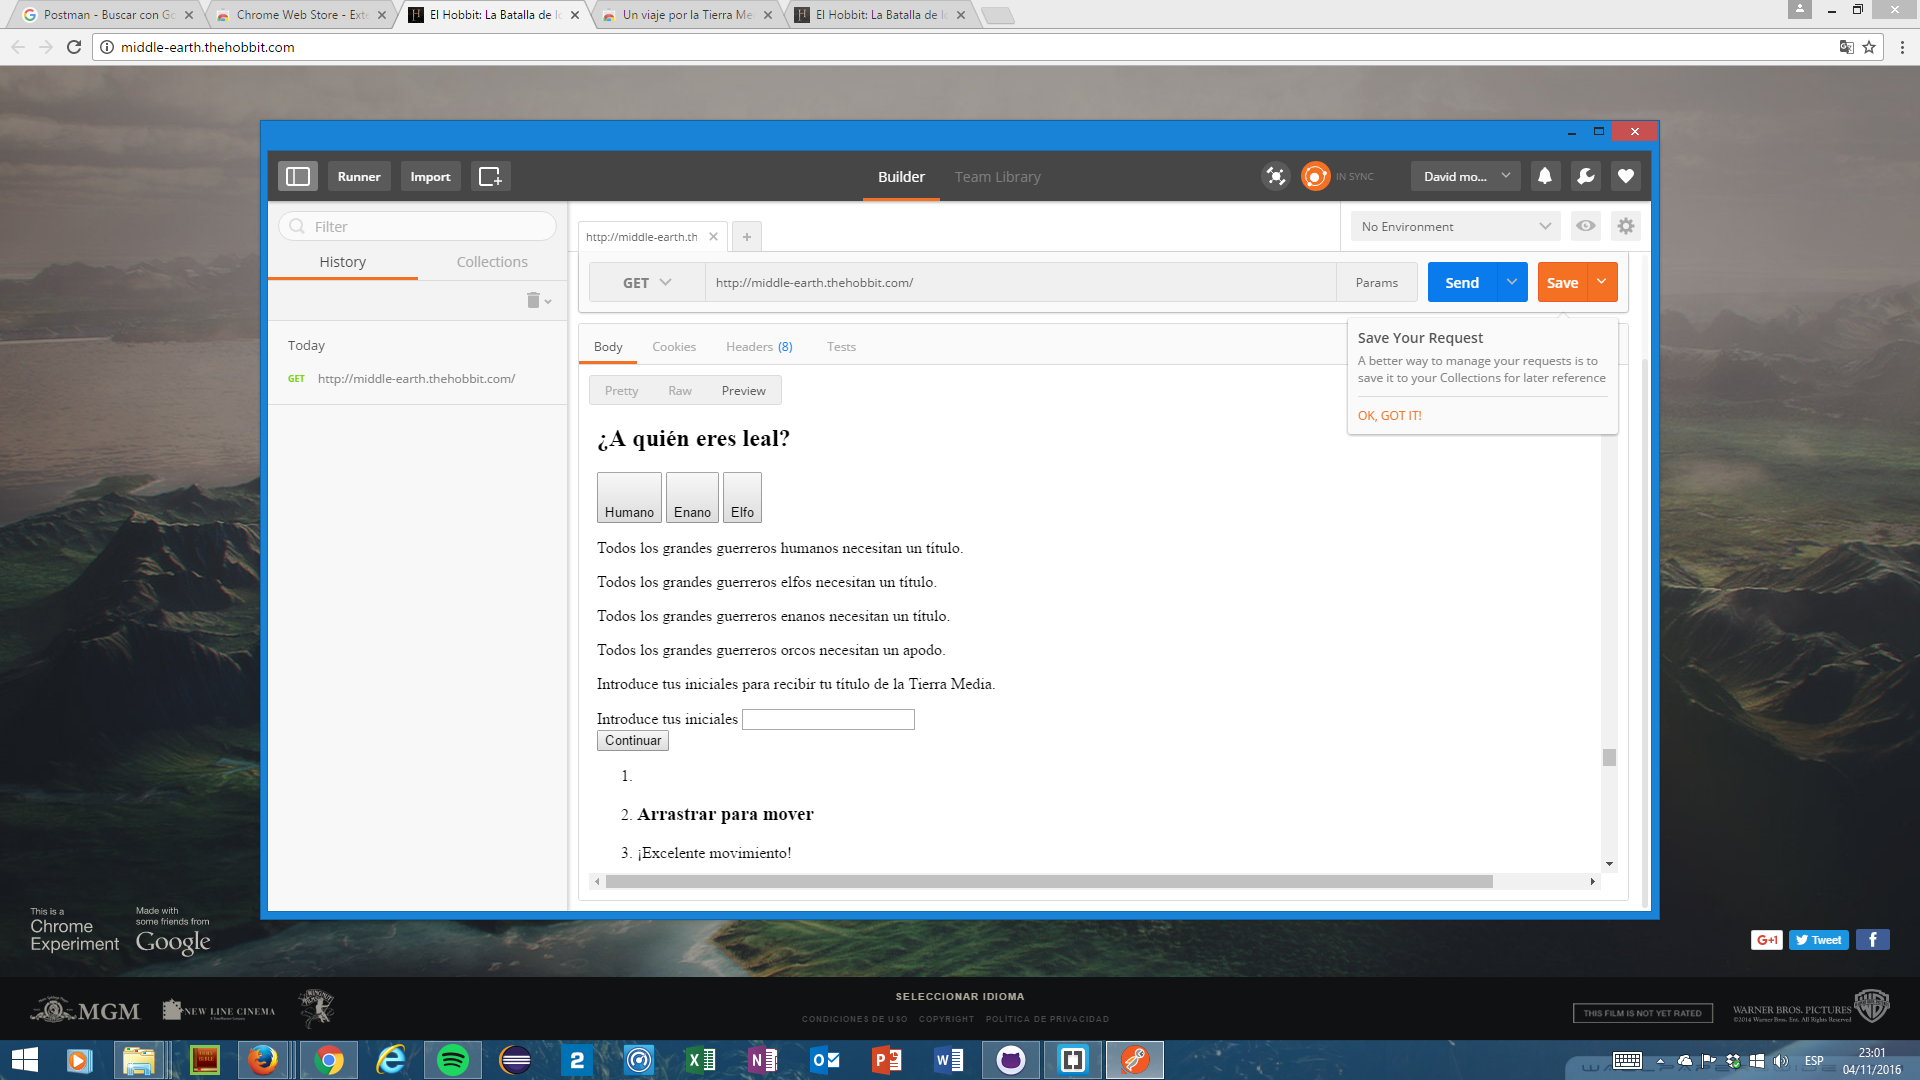 Postman - Buscar con Go
Chrome Web Store - Exte
El Hobbit: La Batalla de lo
Un viaje por la Tierra Me
El Hobbit: La Batalla de lo
middle-earth.thehobbit.com
Runner
Import
Builder
Team Library
IN SYNC
David mo...
Filter
http://middle-earth.th
No Environment
History
Collections
GET
http://middle-earth.thehobbit.com/
Params
Send
Save
Today
GET http://middle-earth.thehobbit.com/
Body
Cookies
Headers (8)
Tests
Save Your Request
A better way to manage your requests is to
save it to your Collections for later reference
OK, GOT IT!
Pretty
Raw
Preview
¿A quién eres leal?
Humano
Enano
Elfo
Todos los grandes guerreros humanos necesitan un título.
Todos los grandes guerreros elfos necesitan un título.
Todos los grandes guerreros enanos necesitan un título.
Todos los grandes guerreros orcos necesitan un apodo.
Introduce tus iniciales para recibir tu título de la Tierra Media.
Introduce tus iniciales
Continuar
1.
2. Arrastrar para mover
3. ¡Excelente movimiento!
This is a
Chrome
Experiment
Made with
some friends from
Google
G+1
Tweet
f
MGM
NEW LINE CINEMA
SELECCIONAR IDIOMA
CONDICIONES DE USO COPYRIGHT POLÍTICA DE PRIVACIDAD
THIS FILM IS NOT YET RATED
WARNER BROS. PICTURES
©2014 Warner Bros. Ent. All Rights Reserved
ESP
23:01
04/11/2016